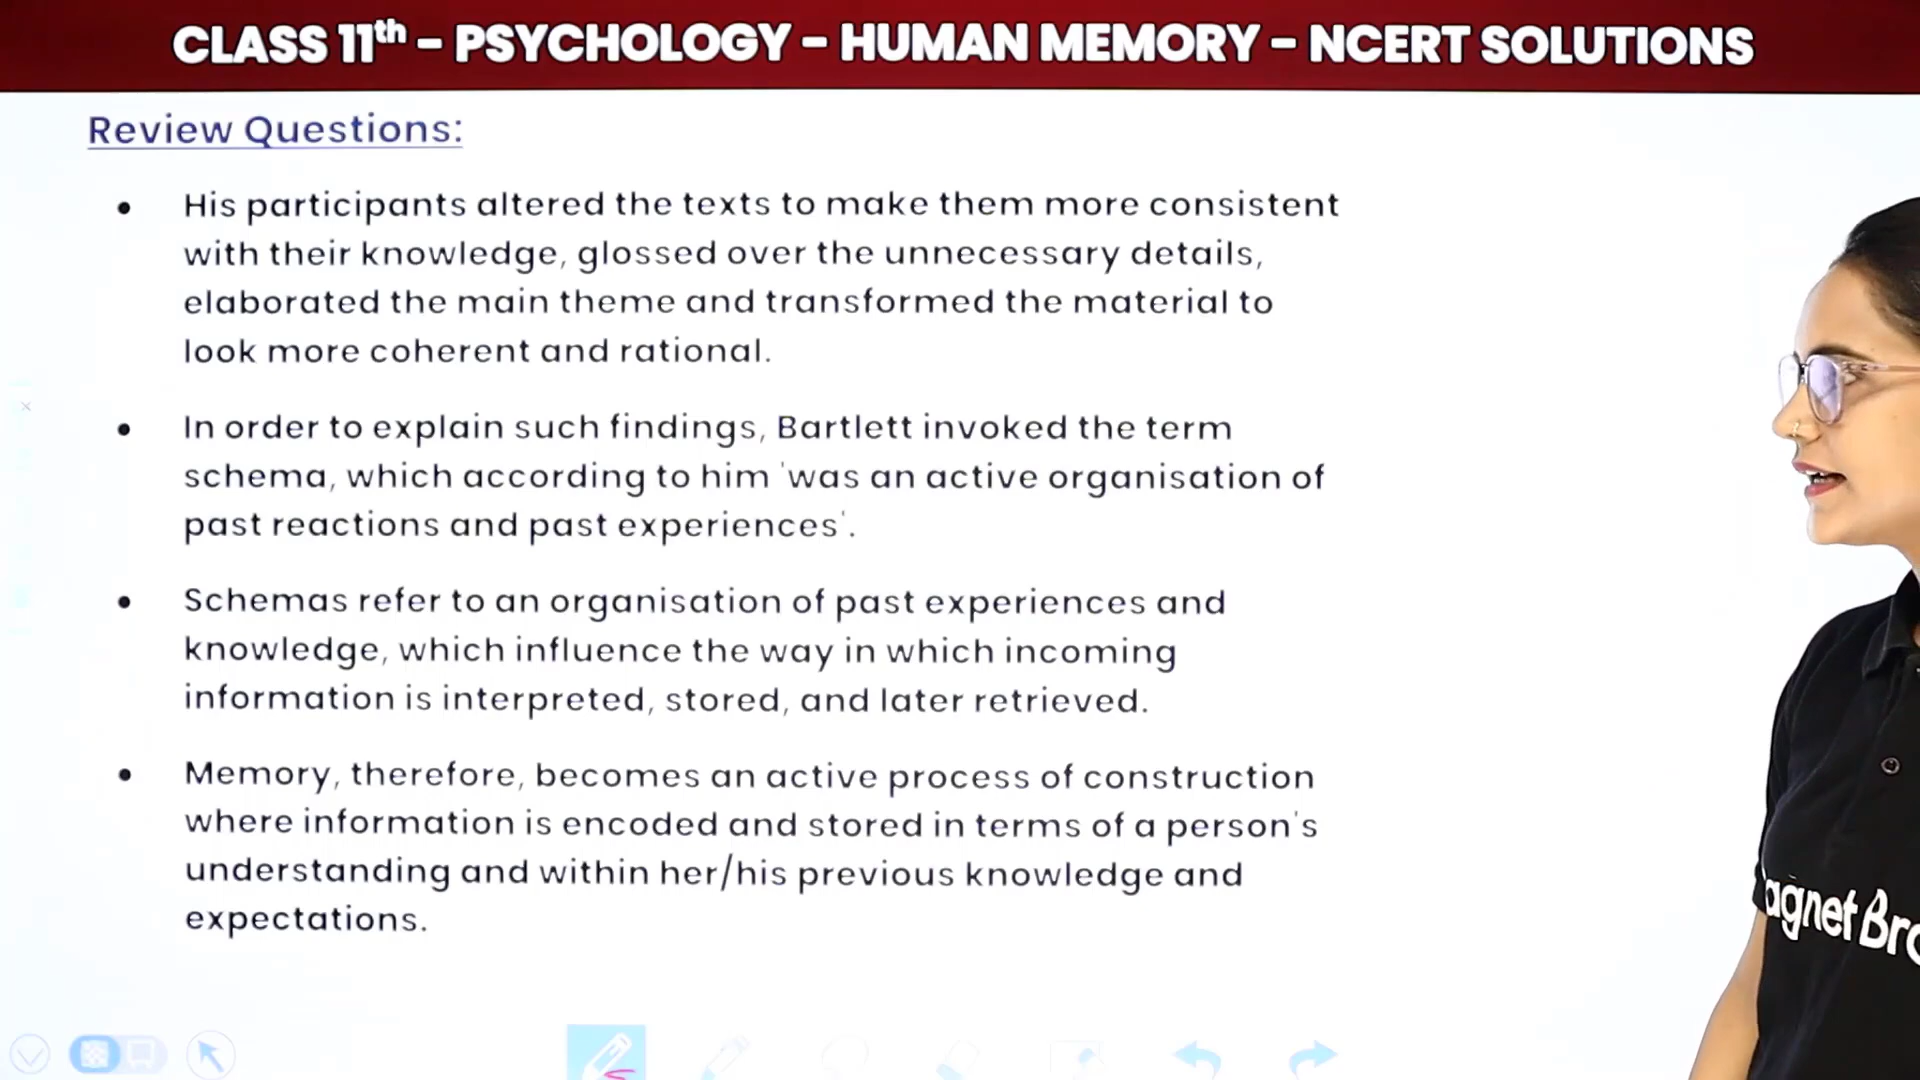 CLASS 11th – PSYCHOLOGY – HUMAN MEMORY – NCERT SOLUTIONS
Review Questions:
• His participants altered the texts to make them more consistent
with their knowledge, glossed over the unnecessary details,
elaborated the main theme and transformed the material to
look more coherent and rational.
• In order to explain such findings, Bartlett invoked the term
schema, which according to him 'was an active organisation of
past reactions and past experiences'.
• Schemas refer to an organisation of past experiences and
knowledge, which influence the way in which incoming
information is interpreted, stored, and later retrieved.
• Memory, therefore, becomes an active process of construction
where information is encoded and stored in terms of a person's
understanding and within her/his previous knowledge and
expectations.
agnet Bro